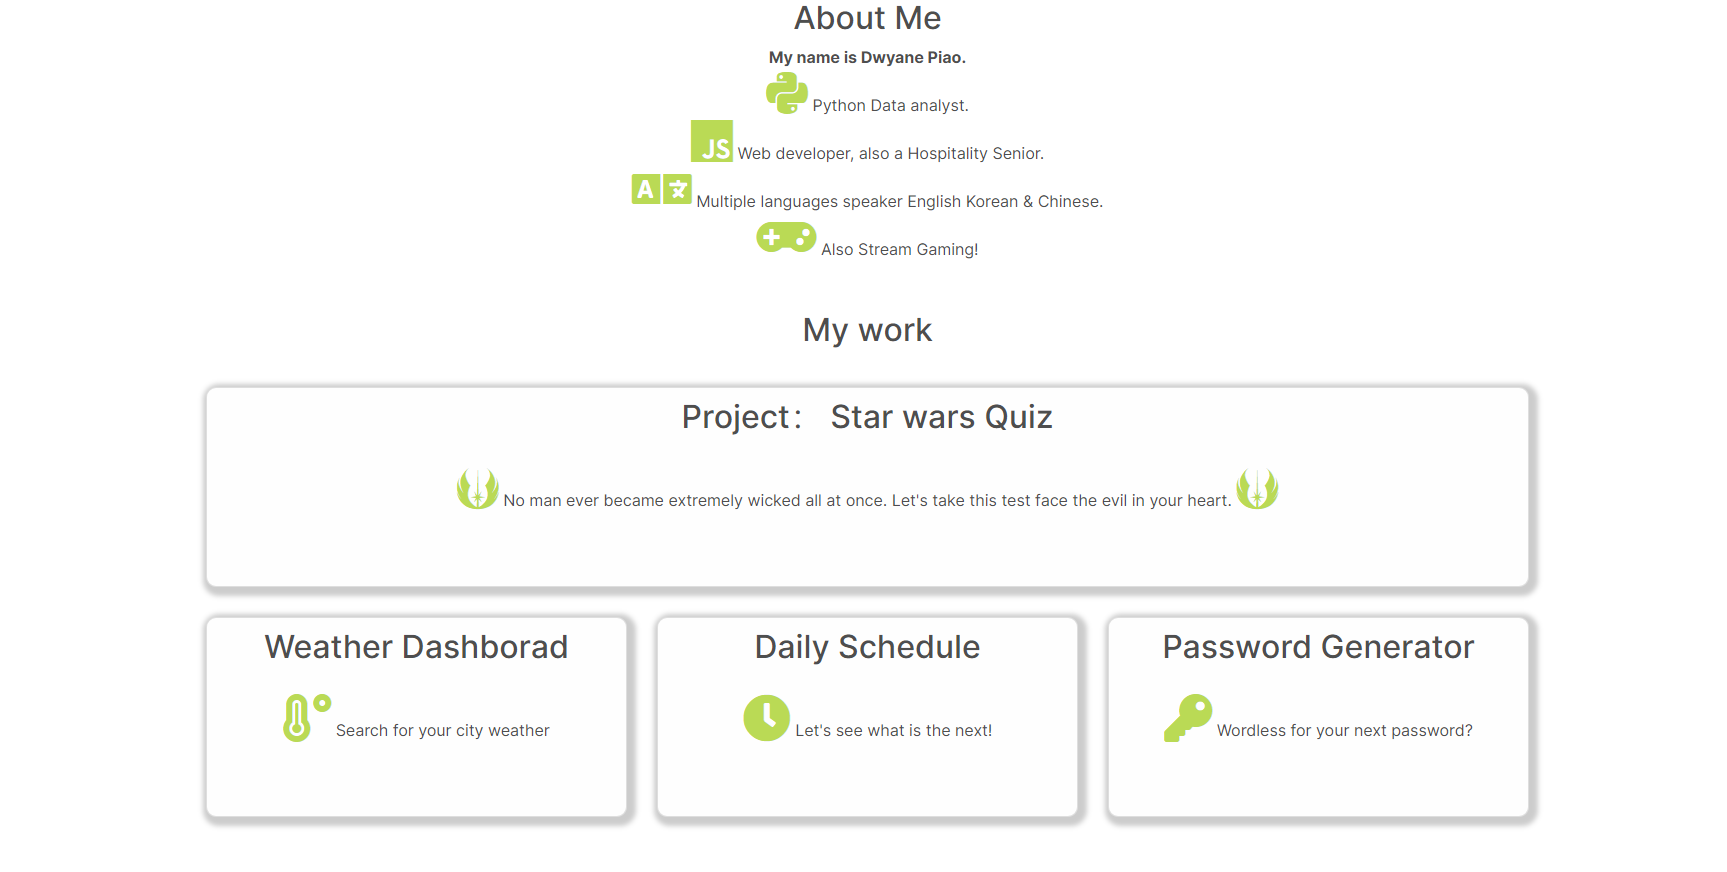 About Me
My name is Dwyane Piao.
Python Data analyst.
JS Web developer, also a Hospitality Senior.
A 文 Multiple languages speaker English Korean & Chinese.
Also Stream Gaming!
My work
Project： Star wars Quiz
No man ever became extremely wicked all at once. Let's take this test face the evil in your heart.
Weather Dashborad
Search for your city weather
Daily Schedule
Let's see what is the next!
Password Generator
Wordless for your next password?